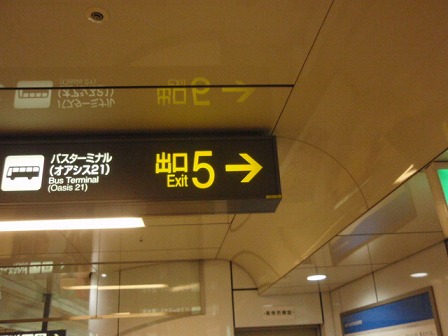 バスターミナル
(オアシス21)
Bus Terminal
(Oasis 21)
出口
Exit
5